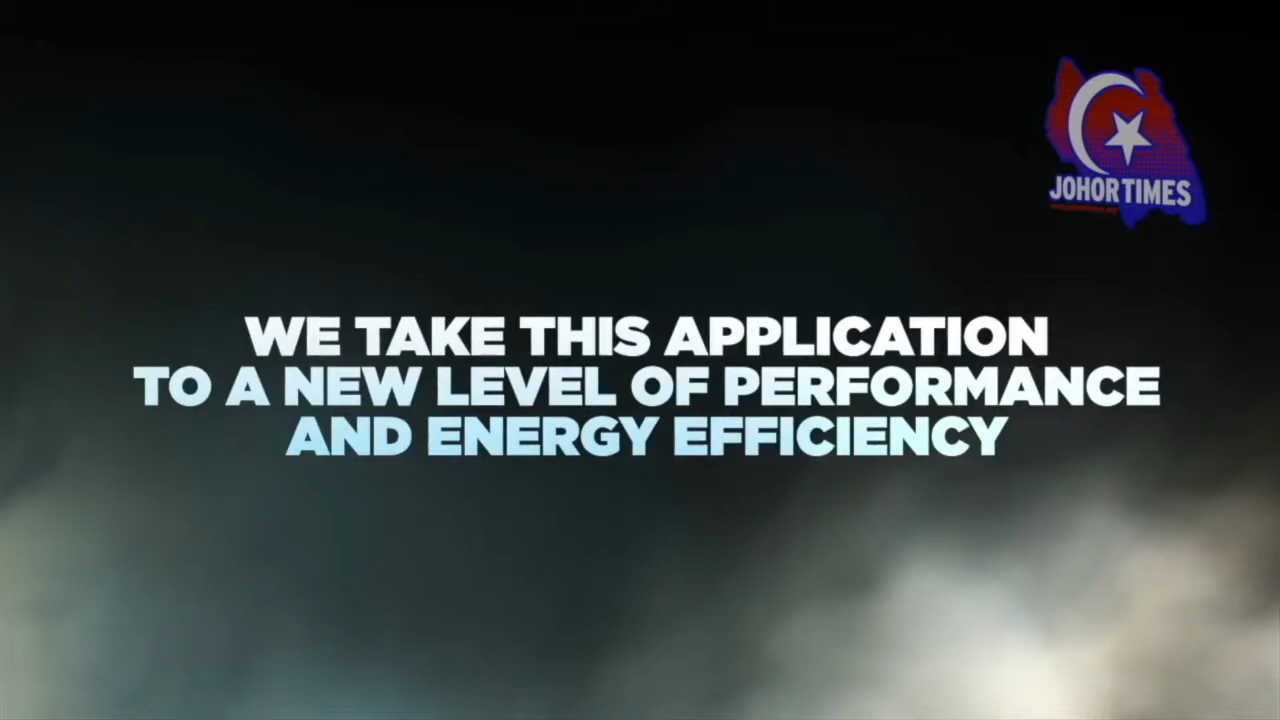 JOHOR TIMES
WE TAKE THIS APPLICATION
TO A NEW LEVEL OF PERFORMANCE
AND ENERGY EFFICIENCY